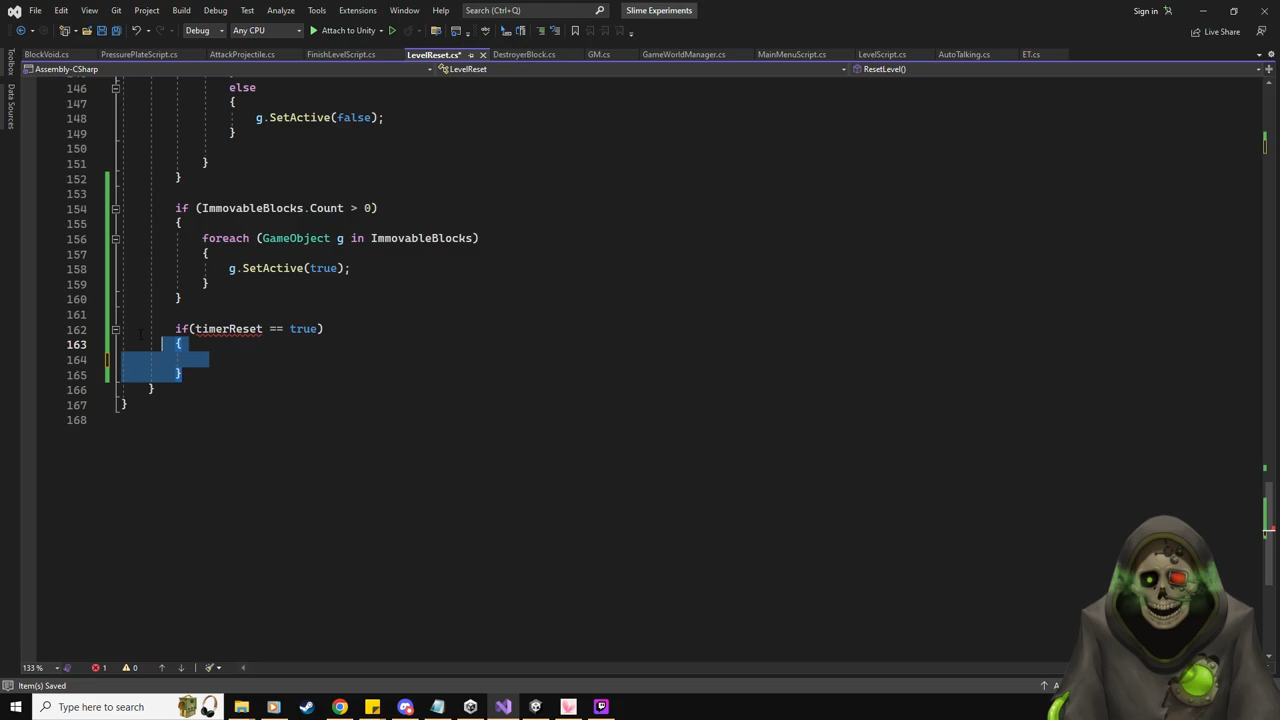 File Edit View Git Project Build Debug Test Analyze Tools Extensions Window Help Search (Ctrl+Q) Slime Experiments Sign in
Debug Any CPU Attach to Unity Live Share
BlockVoid.cs PressurePlateScript.cs AttackProjectile.cs FinishLevelScript.cs LevelReset.cs* DestroyerBlock.cs GM.cs GameWorldManager.cs MainMenuScript.cs LevelScript.cs AutoTalking.cs ET.cs
Toolbox
Data Sources
Assembly-CSharp LevelReset ResetLevel()
146 else
147 {
148 g.SetActive(false);
149 }
150
151 }
152 }
153
154 if (ImmovableBlocks.Count > 0)
155 {
156 foreach (GameObject g in ImmovableBlocks)
157 {
158 g.SetActive(true);
159 }
160 }
161
162 if(timerReset == true)
163 {
164
165 }
166 }
167 }
168
133 % 1 0
Item(s) Saved
Type here to search